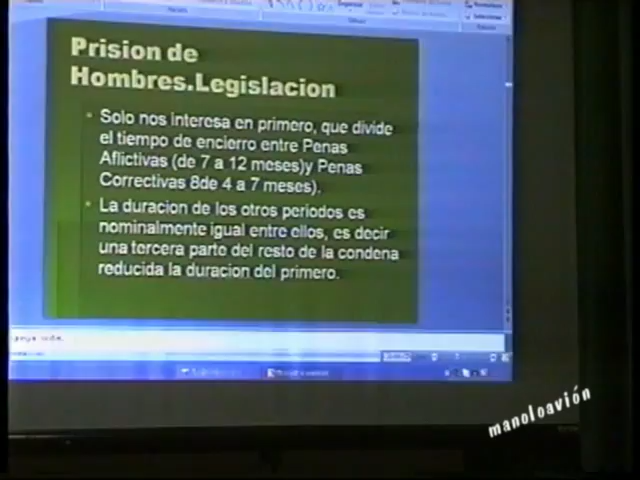 Prision de
Hombres.Legislacion
Solo nos interesa en primero, que divide
el tiempo de encierro entre Penas
Aflictivas (de 7 a 12 meses)y Penas
Correctivas 8de 4 a 7 meses).
La duracion de los otros periodos es
nominalmente igual entre ellos, es decir
una tercera parte del resto de la condena
reducida la duracion del primero.
manoloavión